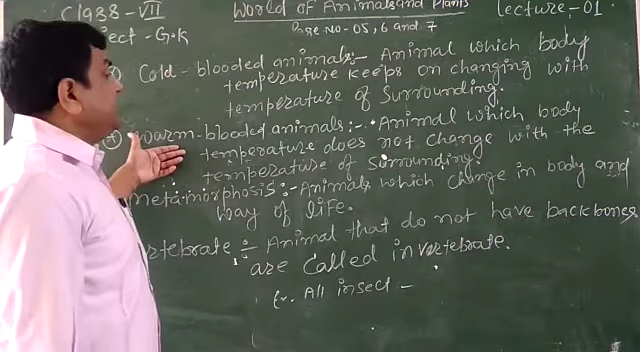 C1938-VII World of Animals and Plants Lecture-01
ject - G.K Page No-05, 6 and 7
Cold-blooded animals:- Animal which body
temperature keeps on changing with
temperature of Surrounding.
warm-blooded animals:- Animal which body
temperature does not change with the
temperature of Surrounding.
metamorphosis:- Animals which change in body and
way of life.
rtebrate :- Animal that do not have backbones
are called invertebrate.
Ex. All insect -